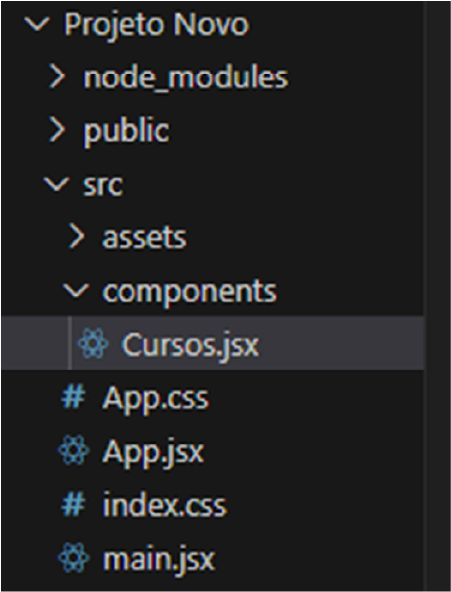 Projeto Novo
node_modules
public
src
assets
components
Cursos.jsx
# App.css
App.jsx
# index.css
main.jsx